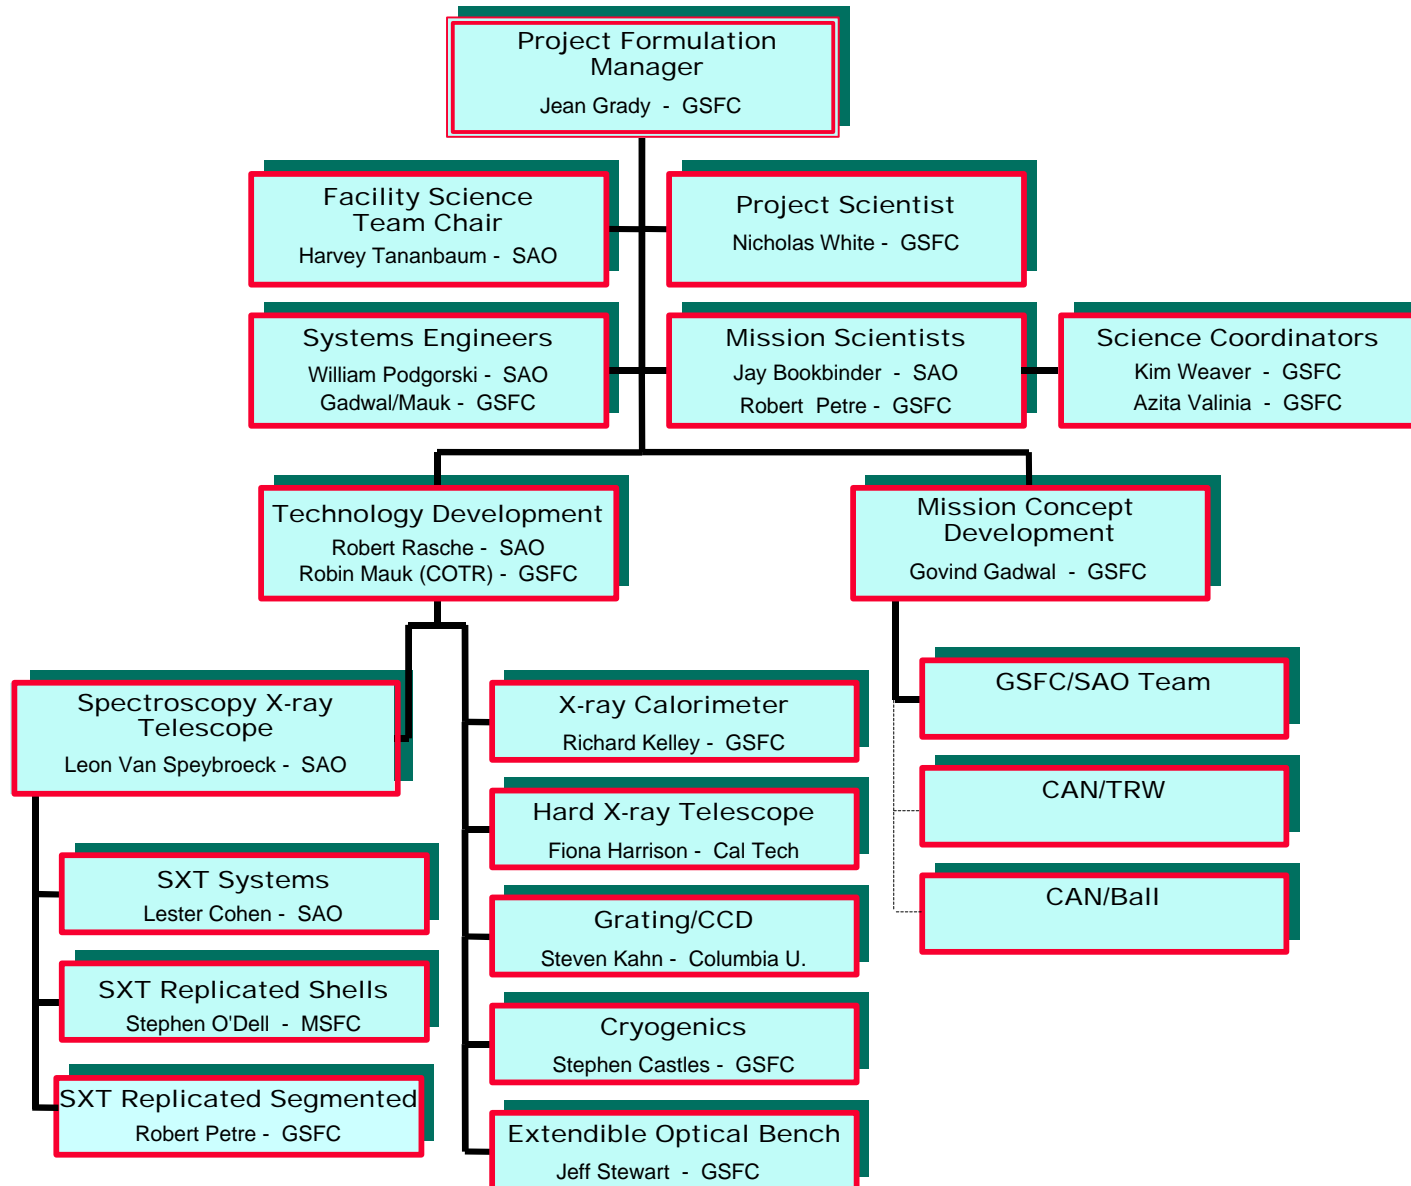 Project Formulation
Manager
Jean Grady - GSFC
Facility Science
Team Chair
Harvey Tananbaum - SAO
Project Scientist
Nicholas White - GSFC
Systems Engineers
William Podgorski - SAO
Gadwal/Mauk - GSFC
Mission Scientists
Jay Bookbinder - SAO
Robert Petre - GSFC
Science Coordinators
Kim Weaver - GSFC
Azita Valinia - GSFC
Technology Development
Robert Rasche - SAO
Robin Mauk (COTR) - GSFC
Mission Concept
Development
Govind Gadwal - GSFC
Spectroscopy X-ray
Telescope
Leon Van Speybroeck - SAO
SXT Systems
Lester Cohen - SAO
SXT Replicated Shells
Stephen O'Dell - MSFC
SXT Replicated Segmented
Robert Petre - GSFC
X-ray Calorimeter
Richard Kelley - GSFC
Hard X-ray Telescope
Fiona Harrison - Cal Tech
Grating/CCD
Steven Kahn - Columbia U.
Cryogenics
Stephen Castles - GSFC
Extendible Optical Bench
Jeff Stewart - GSFC
GSFC/SAO Team
CAN/TRW
CAN/Ball